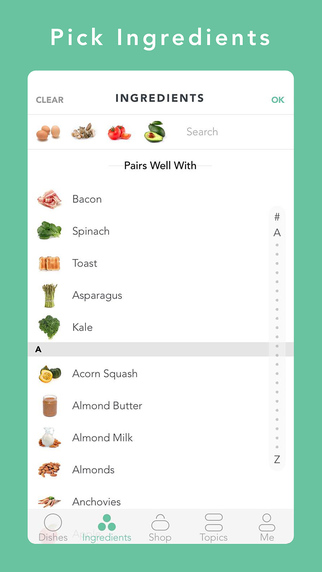 Pick Ingredients
CLEAR INGREDIENTS OK
Search
Pairs Well With
Bacon
Spinach
#
A
Toast
Asparagus
Kale
A
Acorn Squash
Almond Butter
Almond Milk
Z
Almonds
Anchovies
Dishes Ingredients Shop Topics Me